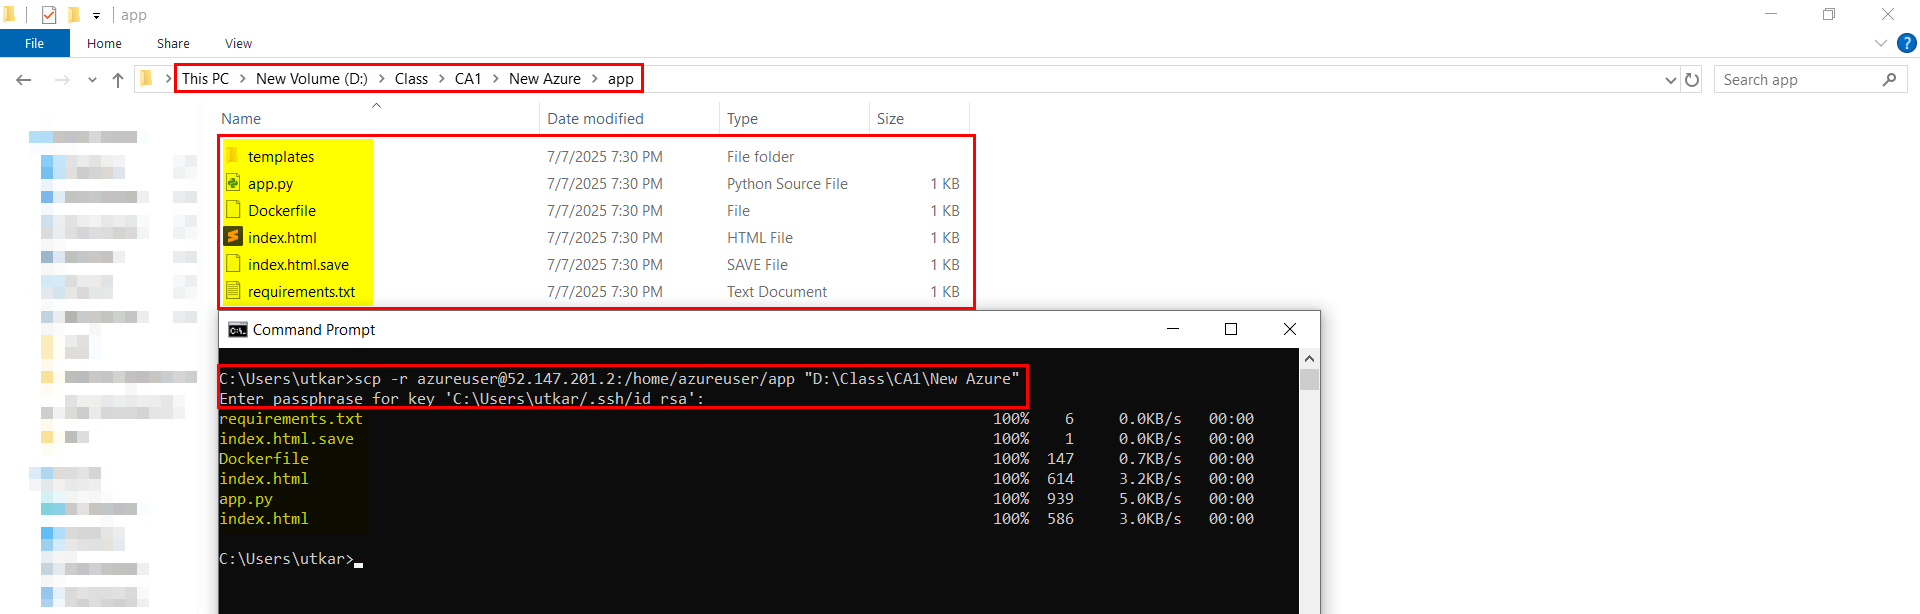 app
File Home Share View
This PC > New Volume (D:) > Class > CA1 > New Azure > app
Search app
Name Date modified Type Size
templates 7/7/2025 7:30 PM File folder
app.py 7/7/2025 7:30 PM Python Source File 1 KB
Dockerfile 7/7/2025 7:30 PM File 1 KB
index.html 7/7/2025 7:30 PM HTML File 1 KB
index.html.save 7/7/2025 7:30 PM SAVE File 1 KB
requirements.txt 7/7/2025 7:30 PM Text Document 1 KB
Command Prompt
C:\Users\utkar>scp -r azureuser@52.147.201.2:/home/azureuser/app "D:\Class\CA1\New Azure"
Enter passphrase for key 'C:\Users\utkar/.ssh/id_rsa':
requirements.txt 100% 6 0.0KB/s 00:00
index.html.save 100% 1 0.0KB/s 00:00
Dockerfile 100% 147 0.7KB/s 00:00
index.html 100% 614 3.2KB/s 00:00
app.py 100% 939 5.0KB/s 00:00
index.html 100% 586 3.0KB/s 00:00
C:\Users\utkar>